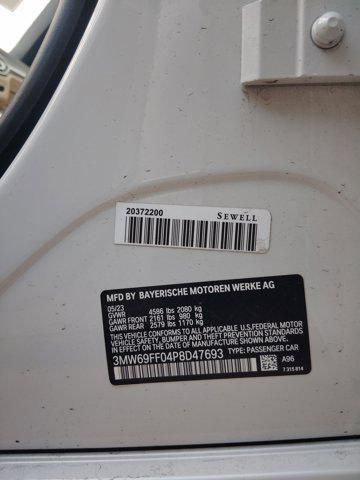 20372200 SEWELL
MFD BY BAYERISCHE MOTOREN WERKE AG
05/23
GVWR 4586 lbs 2080 kg
GAWR FRONT 2161 lbs 980 kg
GAWR REAR 2579 lbs 1170 kg
THIS VEHICLE CONFORMS TO ALL APPLICABLE U.S.FEDERAL MOTOR
VEHICLE SAFETY, BUMPER, AND THEFT PREVENTION STANDARDS
IN EFFECT ON THE DATE OF MANUFACTURE SHOWN ABOVE.
3MW69FF04P8D47693 TYPE: PASSENGER CAR
A96
7 315 814